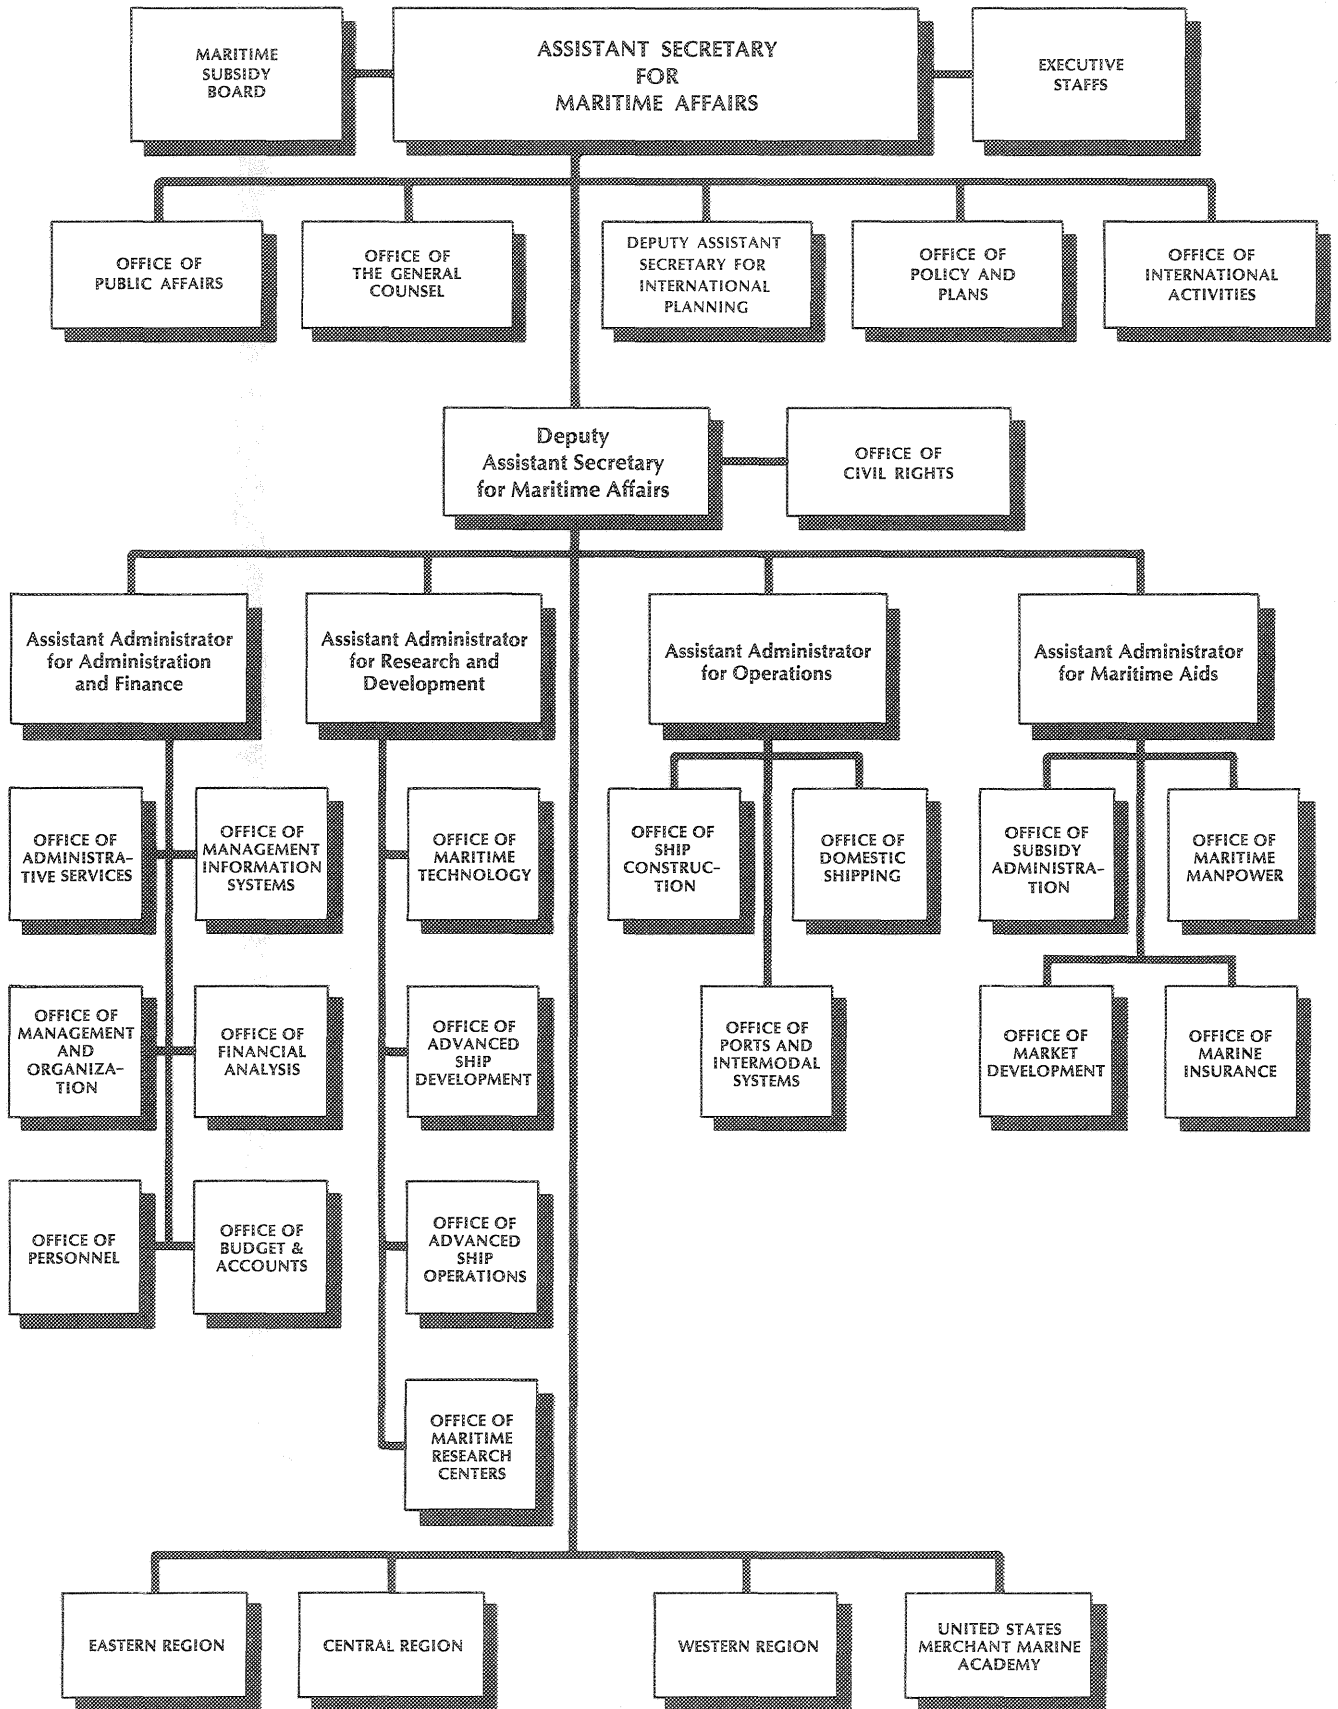 MARITIME
SUBSIDY
BOARD
ASSISTANT SECRETARY
FOR
MARITIME AFFAIRS
EXECUTIVE
STAFFS
OFFICE OF
PUBLIC AFFAIRS
OFFICE OF
THE GENERAL
COUNSEL
DEPUTY ASSISTANT
SECRETARY FOR
INTERNATIONAL
PLANNING
OFFICE OF
POLICY AND
PLANS
OFFICE OF
INTERNATIONAL
ACTIVITIES
Deputy
Assistant Secretary
for Maritime Affairs
OFFICE OF
CIVIL RIGHTS
Assistant Administrator
for Administration
and Finance
Assistant Administrator
for Research and
Development
Assistant Administrator
for Operations
Assistant Administrator
for Maritime Aids
OFFICE OF
ADMINISTRA-
TIVE SERVICES
OFFICE OF
MANAGEMENT
INFORMATION
SYSTEMS
OFFICE OF
MARITIME
TECHNOLOGY
OFFICE OF
SHIP
CONSTRUC-
TION
OFFICE OF
DOMESTIC
SHIPPING
OFFICE OF
SUBSIDY
ADMINISTRA-
TION
OFFICE OF
MARITIME
MANPOWER
OFFICE OF
MANAGEMENT
AND
ORGANIZA-
TION
OFFICE OF
FINANCIAL
ANALYSIS
OFFICE OF
ADVANCED
SHIP
DEVELOPMENT
OFFICE OF
PORTS AND
INTERMODAL
SYSTEMS
OFFICE OF
MARKET
DEVELOPMENT
OFFICE OF
MARINE
INSURANCE
OFFICE OF
PERSONNEL
OFFICE OF
BUDGET &
ACCOUNTS
OFFICE OF
ADVANCED
SHIP
OPERATIONS
OFFICE OF
MARITIME
RESEARCH
CENTERS
EASTERN REGION
CENTRAL REGION
WESTERN REGION
UNITED STATES
MERCHANT MARINE
ACADEMY